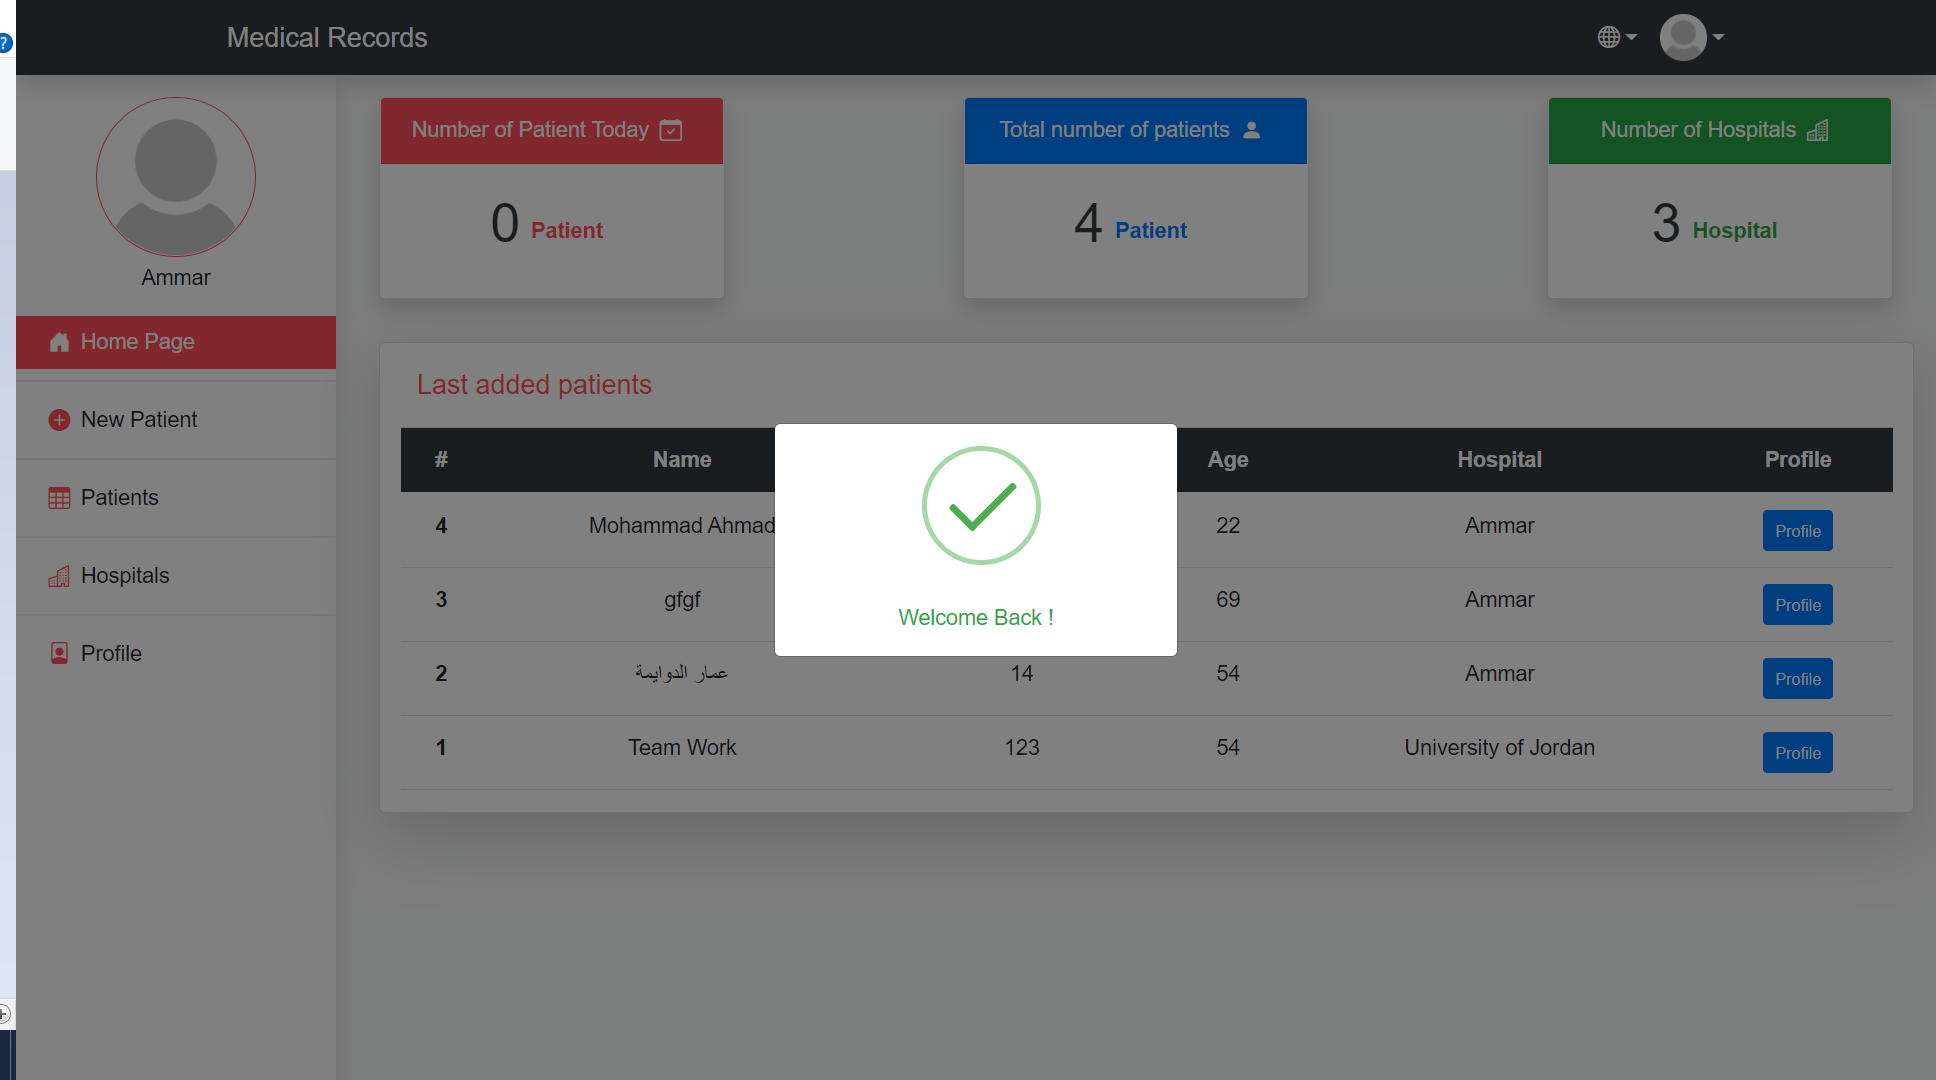 Medical Records
Number of Patient Today
Total number of patients
Number of Hospitals
0 Patient
4 Patient
3 Hospital
Ammar
Home Page
New Patient
Patients
Hospitals
Profile
Last added patients
# Name Age Hospital Profile
4 Mohammad Ahmad 22 Ammar Profile
3 gfgf 69 Ammar Profile
2 عمار الدوايمة 14 54 Ammar Profile
1 Team Work 123 54 University of Jordan Profile
Welcome Back !